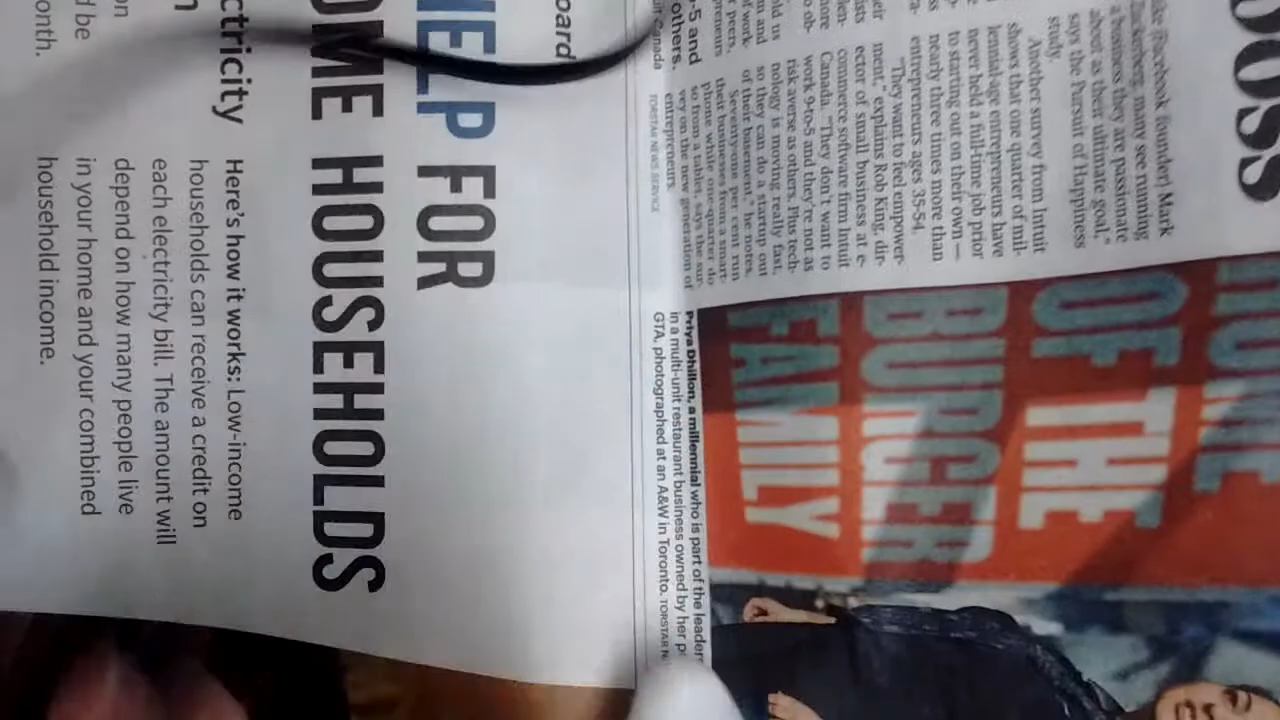 BOSS
like Facebook founder) Mark
Zuckerberg, many see running
a business they are passionate
about as their ultimate goal,"
says the Pursuit of Happiness
study.
Another survey from Intuit
shows that one quarter of mil-
lennial-age entrepreneurs have
never held a full-time job prior
to starting out on their own —
nearly three times more than
entrepreneurs ages 35-54.
"They want to feel empower-
ment," explains Rob King, dir-
ector of small business at e-
commerce software firm Intuit
Canada. "They don't want to
work 9-to-5 and they're not as
risk averse as others. Plus tech-
nology is moving really fast,
so they can do a startup out
of their basement," he notes.
Seventy-one per cent run
their businesses from a smart-
phone while one-quarter do
so from a tablet, says the sur-
vey on the new generation of
entrepreneurs.
TORSTAR NEWS SERVICE
-5 and
others.
Canada
HOME
OF THE
BURGER
FAMILY
Priya Dhillon, a millennial who is part of the leader
in a multi-unit restaurant business owned by her p
GTA, photographed at an A&W in Toronto. TORSTAR N
oard
HELP FOR
OME HOUSEHOLDS
ctricity
n
on
d be
onth.
Here's how it works: Low-income
households can receive a credit on
each electricity bill. The amount will
depend on how many people live
in your home and your combined
household income.